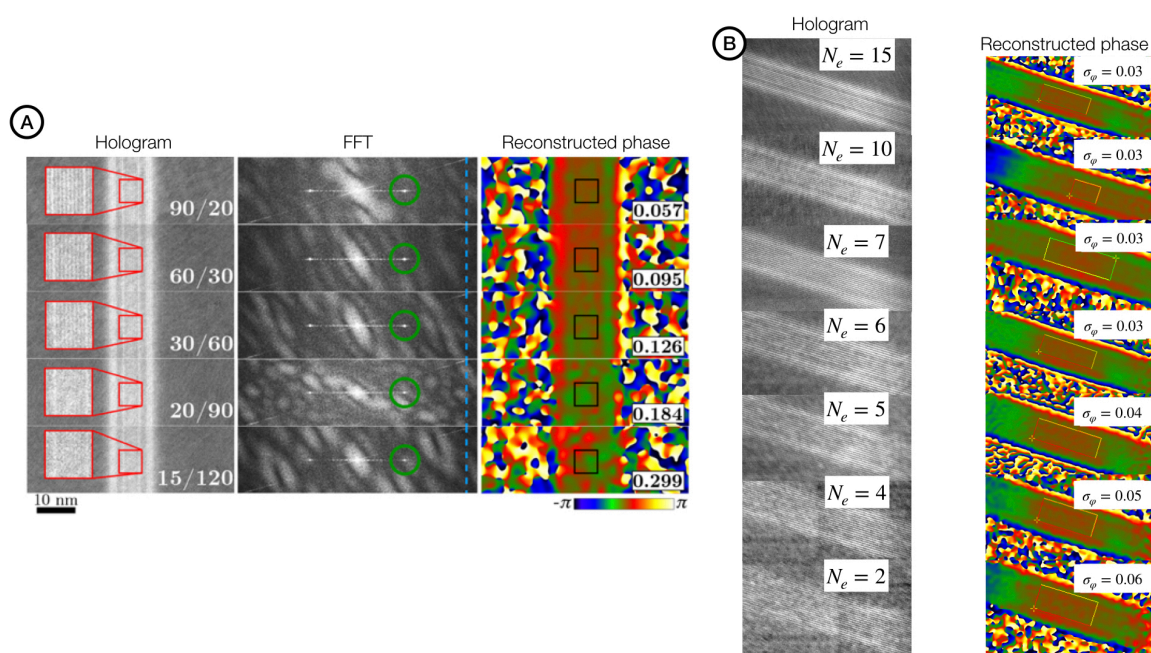 A
Hologram
FFT
Reconstructed phase
90/20
0.057
60/30
0.095
30/60
0.126
20/90
0.184
15/120
0.299
10 nm
-π
π
B
Hologram
Reconstructed phase
N_e = 15
σ_φ = 0.03
N_e = 10
σ_φ = 0.03
N_e = 7
σ_φ = 0.03
N_e = 6
σ_φ = 0.03
N_e = 5
σ_φ = 0.04
N_e = 4
σ_φ = 0.05
N_e = 2
σ_φ = 0.06